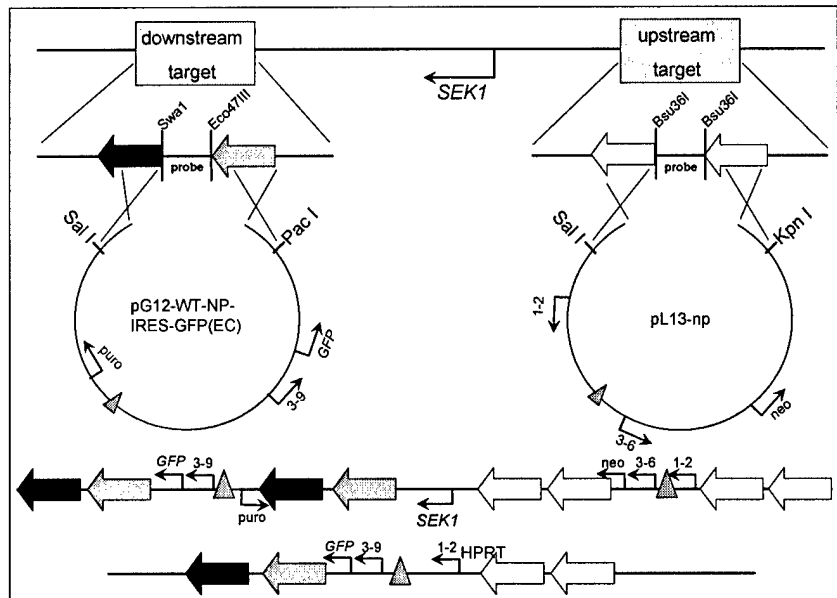 downstream
target
upstream
target
SEK1
Swa1
Eco47III
Bsu36I
Bsu36I
probe
probe
Sal I
Pac I
Sal I
Kpn I
pG12-WT-NP-
IRES-GFP(EC)
pL13-np
1-2
puro
GFP
3-9
3-6
neo
GFP 3-9
neo 3-6 1-2
puro
SEK1
GFP 3-9 1-2 HPRT